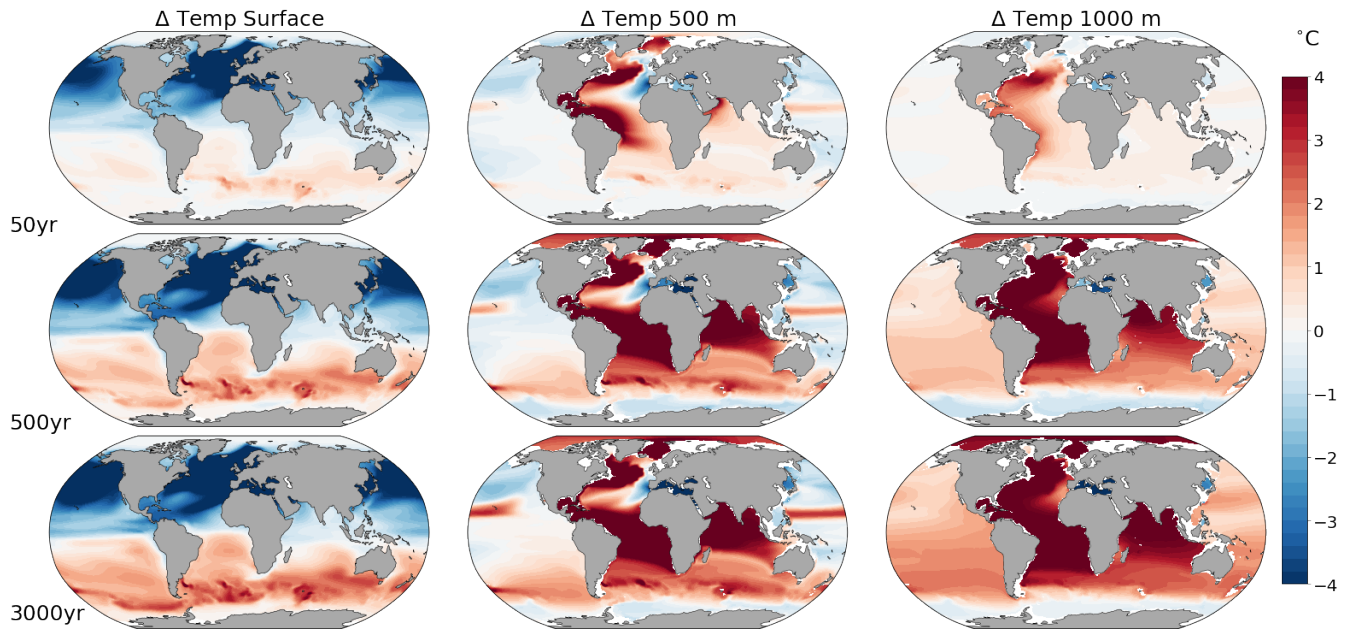 Δ Temp Surface
Δ Temp 500 m
Δ Temp 1000 m
°C
50yr
500yr
3000yr
4
3
2
1
0
−1
−2
−3
−4